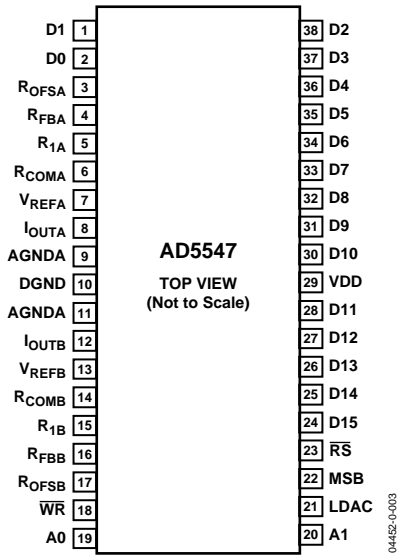 D1 1
D0 2
ROFSA 3
RFBA 4
R1A 5
RCOMA 6
VREFA 7
IOUTA 8
AGNDA 9
DGND 10
AGNDA 11
IOUTB 12
VREFB 13
RCOMB 14
R1B 15
RFBB 16
ROFSB 17
WR 18
A0 19
AD5547
TOP VIEW
(Not to Scale)
38 D2
37 D3
36 D4
35 D5
34 D6
33 D7
32 D8
31 D9
30 D10
29 VDD
28 D11
27 D12
26 D13
25 D14
24 D15
23 RS
22 MSB
21 LDAC
20 A1
04452-0-003